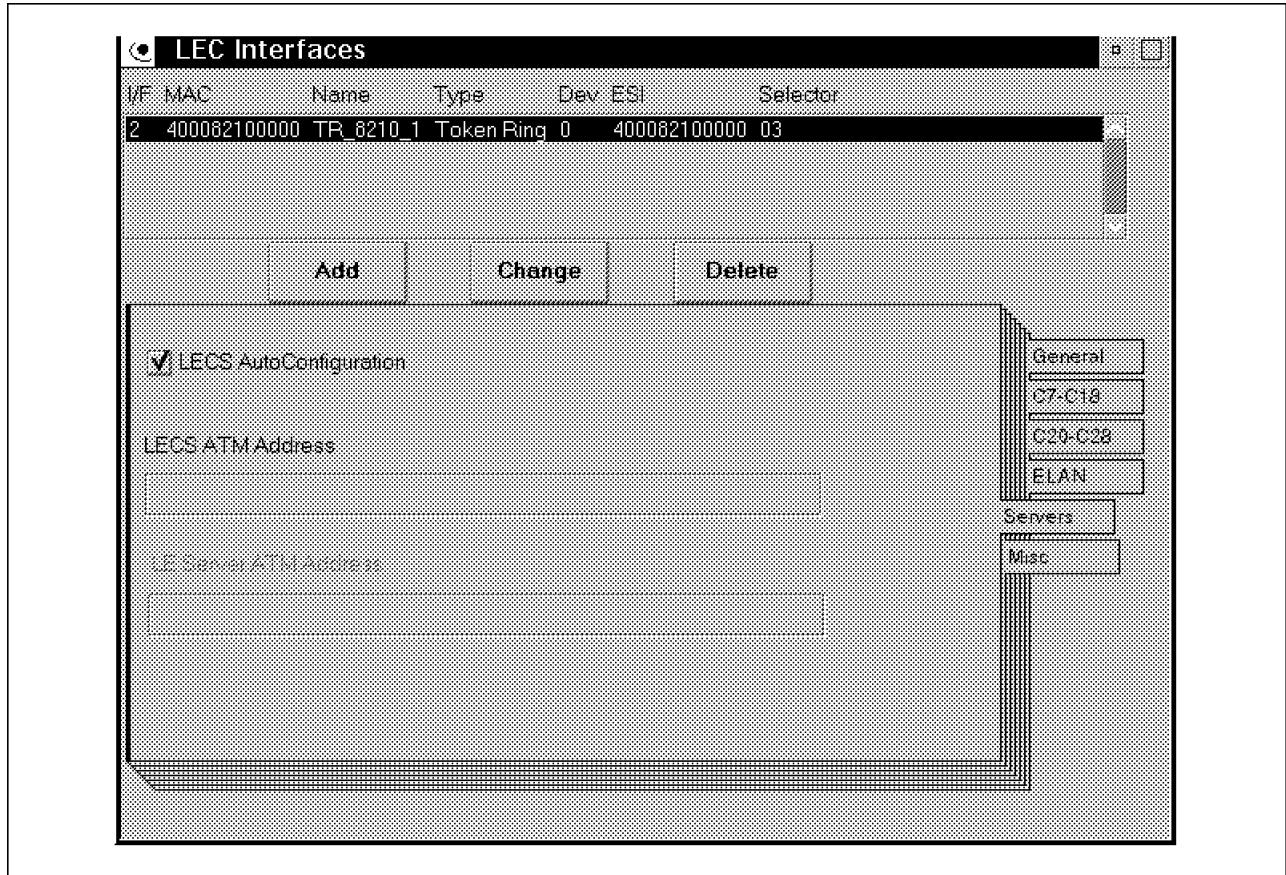 LEC Interfaces
I/F MAC Name Type Dev ESI Selector
2 400082100000 TR_8210_1 Token Ring 0 400082100000 03
Add Change Delete
LECS AutoConfiguration
LECS ATM Address
LE Server ATM Address
General
C7-C18
C20-C28
ELAN
Servers
Misc